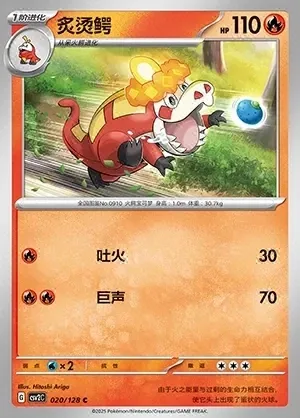 1阶进化
炙烫鳄
HP 110
从呆火鳄进化
全国图鉴No.0910 火鳄宝可梦 身高:1.0m 体重:30.7kg
吐火 30
巨声 70
弱点 ×2 抗性 撤退
Illus. Hitoshi Ariga
G CSV2C 020/128 C
由于火之能量与过剩的生命力相互结合,
使它头上出现了蛋状的火球。
©2025 Pokémon/Nintendo/Creatures/GAME FREAK.